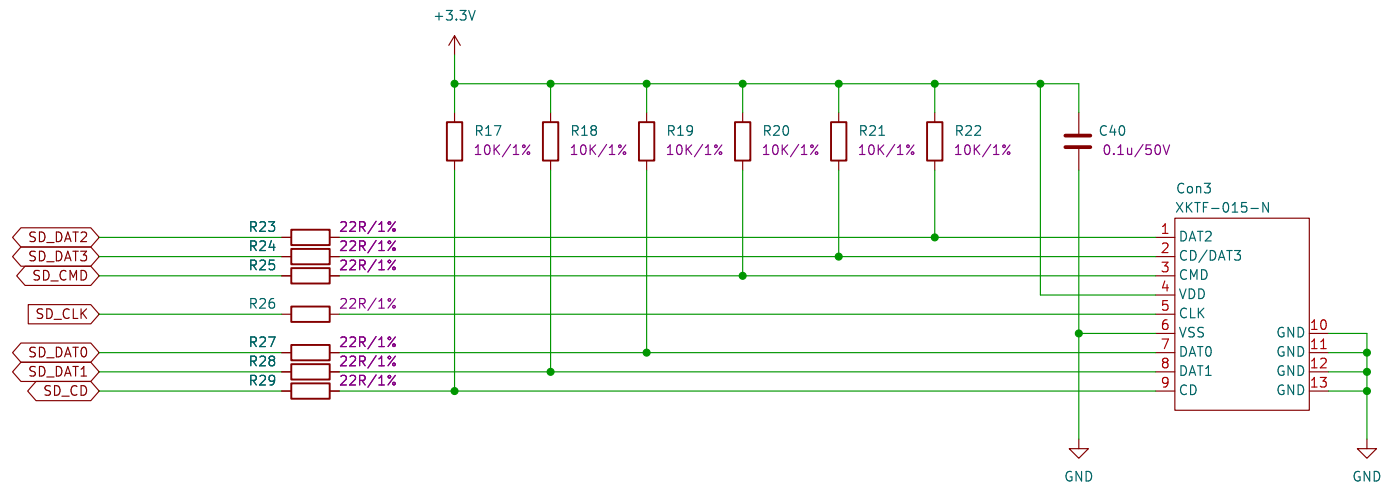 +3.3V
R17
10K/1%
R18
10K/1%
R19
10K/1%
R20
10K/1%
R21
10K/1%
R22
10K/1%
C40
0.1u/50V
Con3
XKTF-015-N
SD_DAT2
R23
22R/1%
1
DAT2
SD_DAT3
R24
22R/1%
2
CD/DAT3
SD_CMD
R25
22R/1%
3
CMD
4
VDD
SD_CLK
R26
22R/1%
5
CLK
6
VSS
GND
10
SD_DAT0
R27
22R/1%
7
DAT0
GND
11
SD_DAT1
R28
22R/1%
8
DAT1
GND
12
SD_CD
R29
22R/1%
9
CD
GND
13
GND
GND